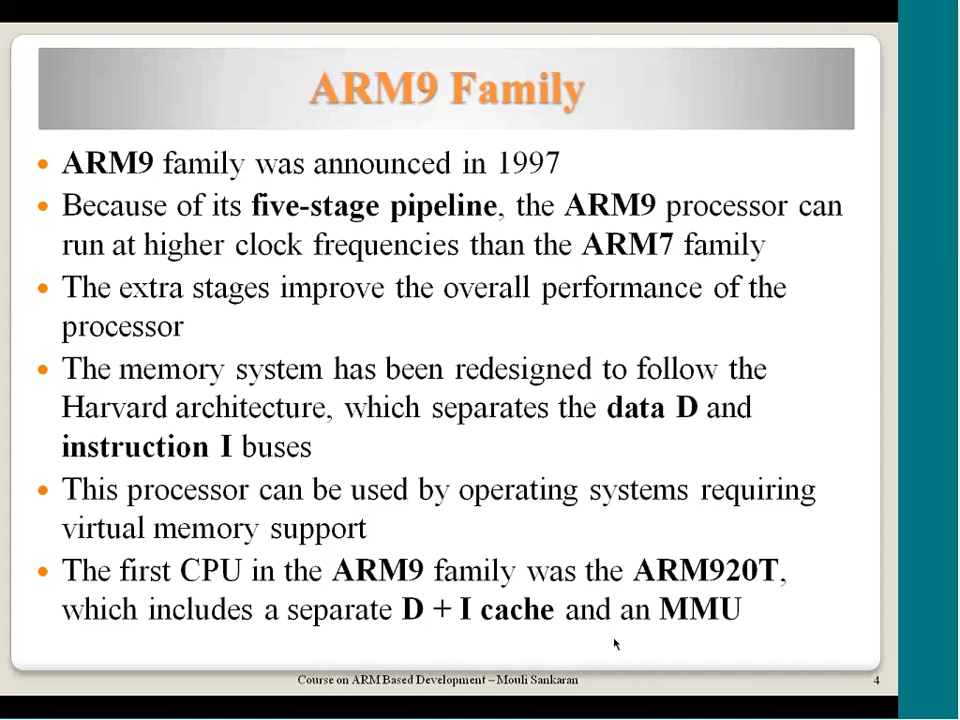 ARM9 Family
• ARM9 family was announced in 1997
• Because of its five-stage pipeline, the ARM9 processor can
run at higher clock frequencies than the ARM7 family
• The extra stages improve the overall performance of the
processor
• The memory system has been redesigned to follow the
Harvard architecture, which separates the data D and
instruction I buses
• This processor can be used by operating systems requiring
virtual memory support
• The first CPU in the ARM9 family was the ARM920T,
which includes a separate D + I cache and an MMU
Course on ARM Based Development – Mouli Sankaran
4